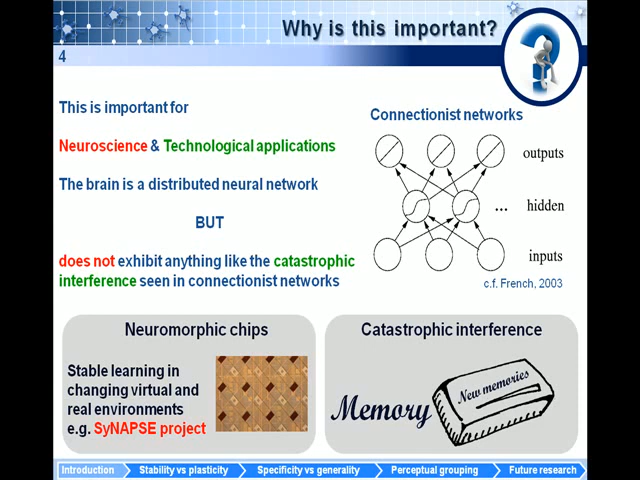 Why is this important?
4
This is important for
Neuroscience & Technological applications
The brain is a distributed neural network
BUT
does not exhibit anything like the catastrophic
interference seen in connectionist networks
Connectionist networks
outputs
... hidden
inputs
c.f. French, 2003
Neuromorphic chips
Stable learning in
changing virtual and
real environments
e.g. SyNAPSE project
Catastrophic interference
Memory
New memories
Introduction
Stability vs plasticity
Specificity vs generality
Perceptual grouping
Future research